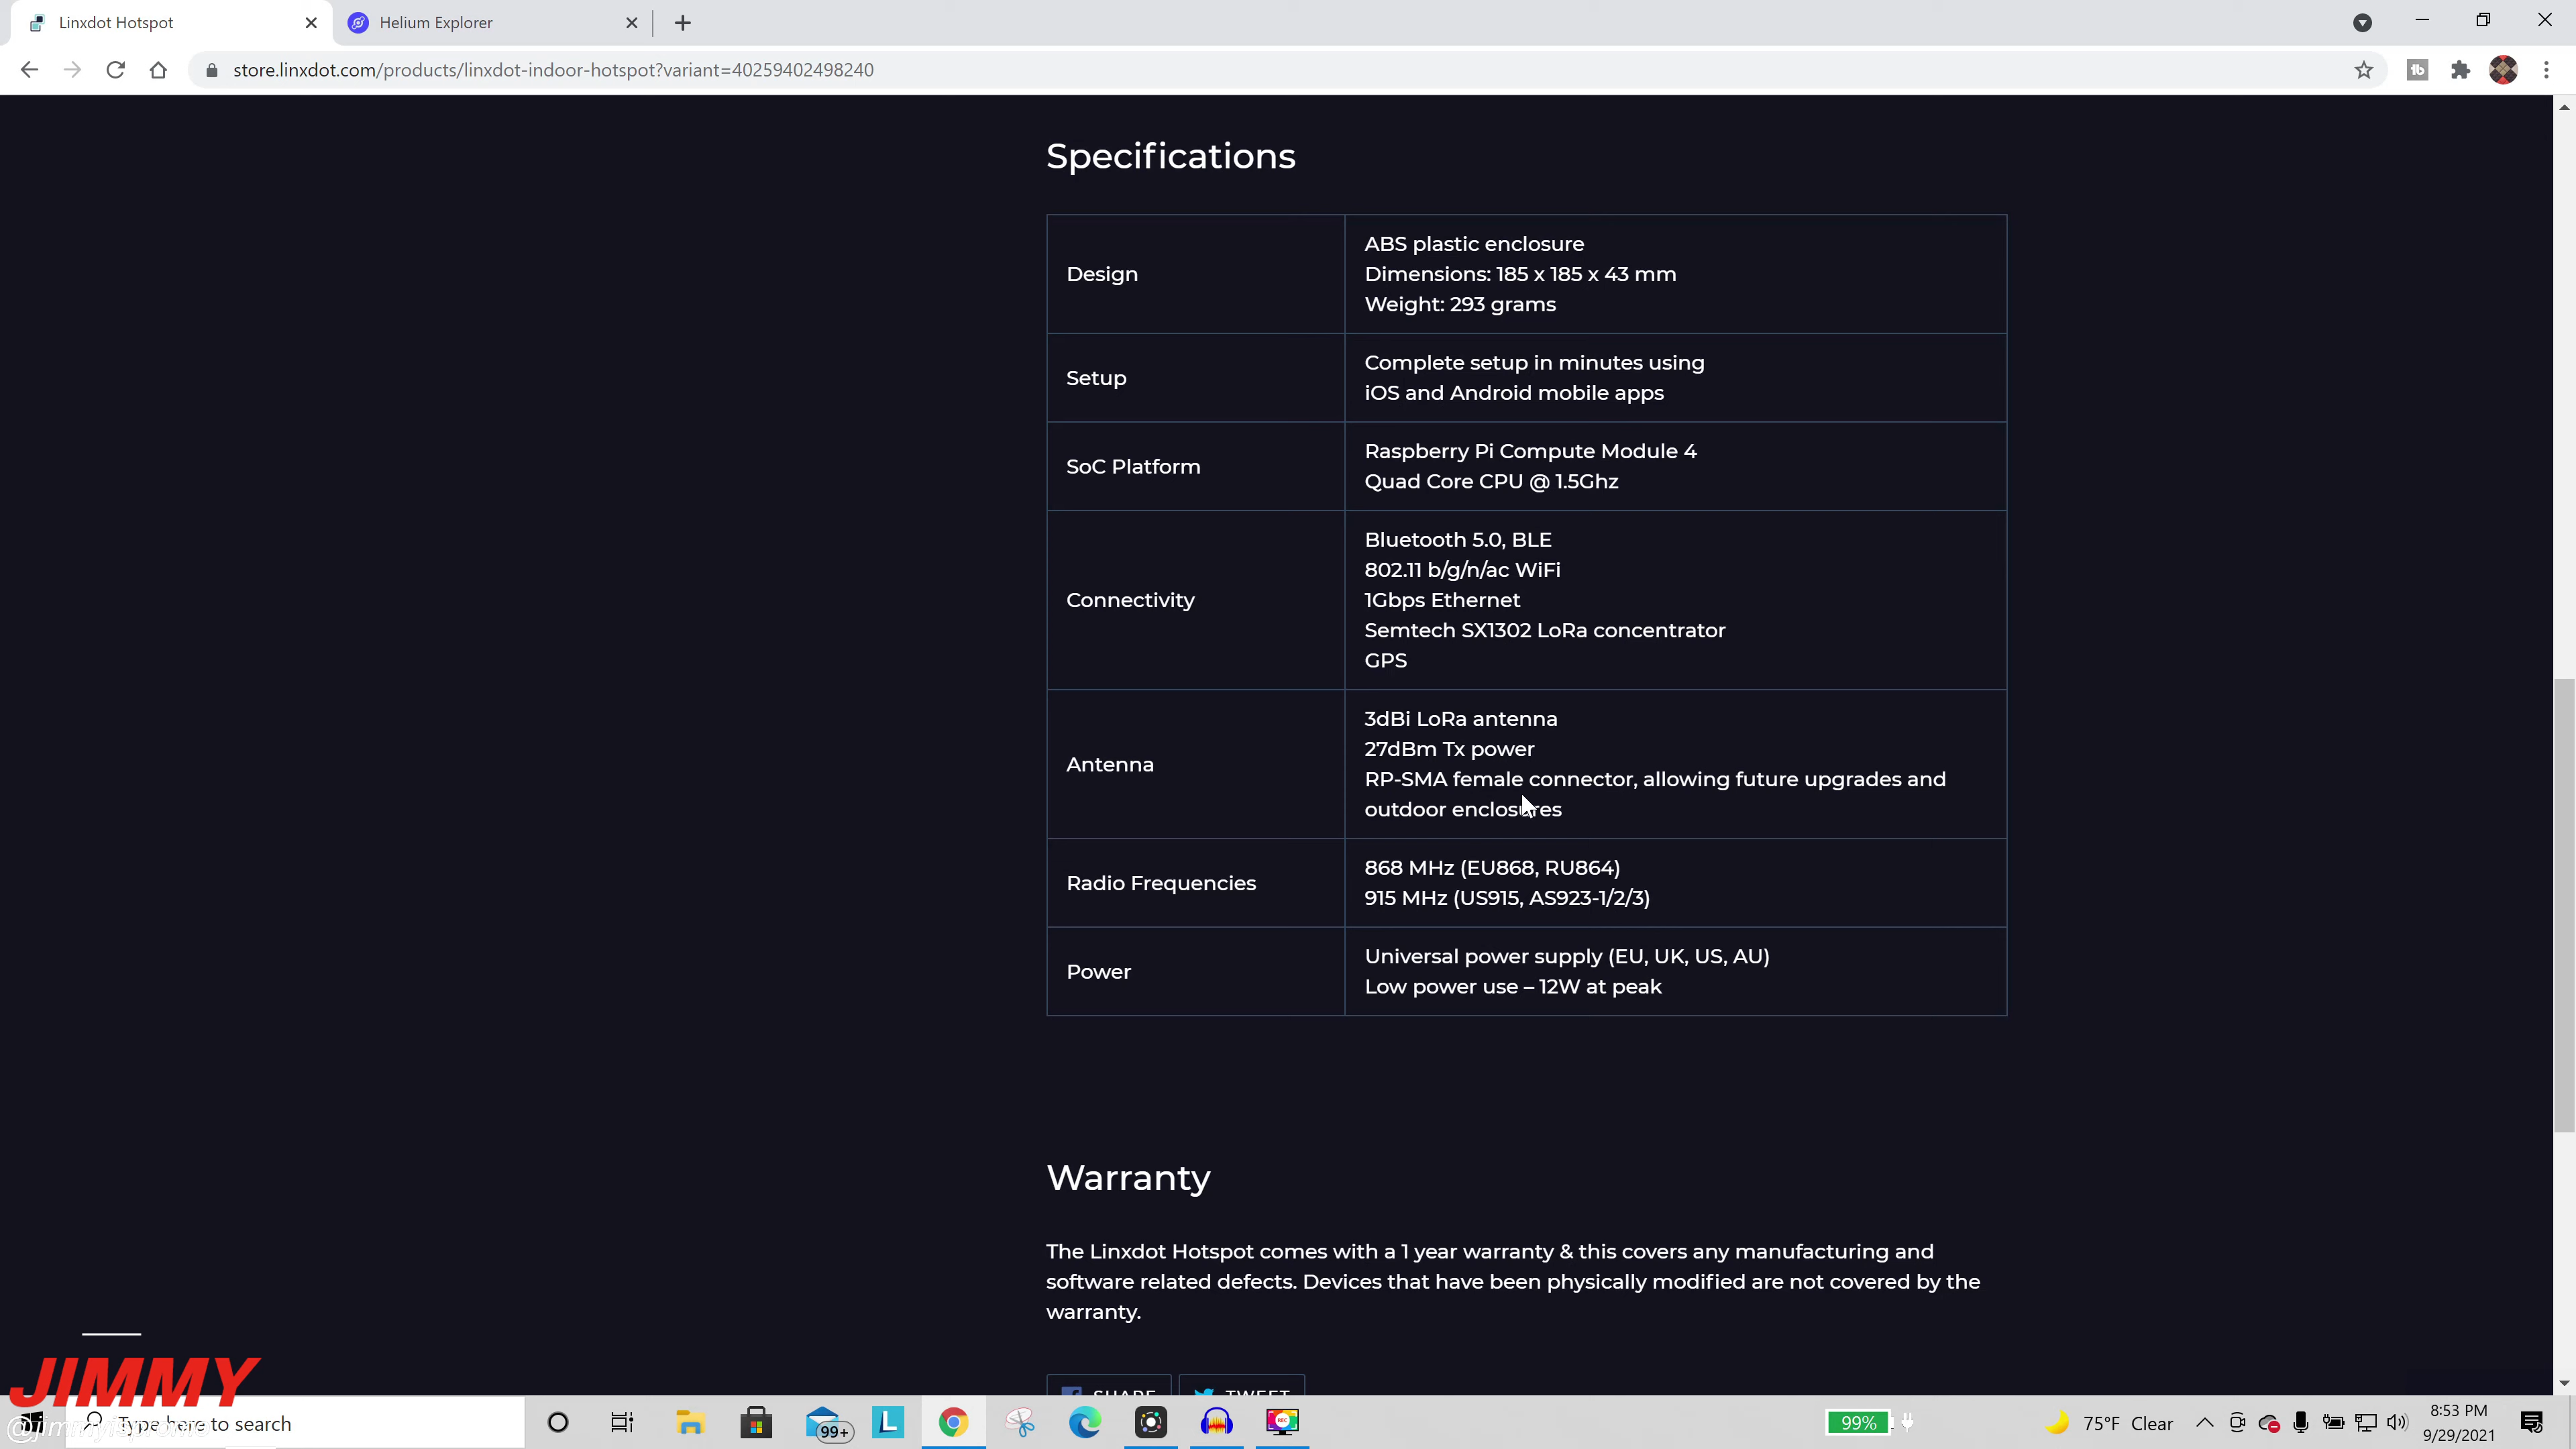 Linxdot Hotspot
Helium Explorer
store.linxdot.com/products/linxdot-indoor-hotspot?variant=40259402498240
Specifications
Design
ABS plastic enclosure
Dimensions: 185 x 185 x 43 mm
Weight: 293 grams
Setup
Complete setup in minutes using
iOS and Android mobile apps
SoC Platform
Raspberry Pi Compute Module 4
Quad Core CPU @ 1.5Ghz
Connectivity
Bluetooth 5.0, BLE
802.11 b/g/n/ac WiFi
1Gbps Ethernet
Semtech SX1302 LoRa concentrator
GPS
Antenna
3dBi LoRa antenna
27dBm Tx power
RP-SMA female connector, allowing future upgrades and
outdoor enclosures
Radio Frequencies
868 MHz (EU868, RU864)
915 MHz (US915, AS923-1/2/3)
Power
Universal power supply (EU, UK, US, AU)
Low power use – 12W at peak
Warranty
The Linxdot Hotspot comes with a 1 year warranty & this covers any manufacturing and
software related defects. Devices that have been physically modified are not covered by the
warranty.
SHARE TWEET
JIMMY
Type here to search
99+
L
REC
99%
75°F Clear
8:53 PM
9/29/2021